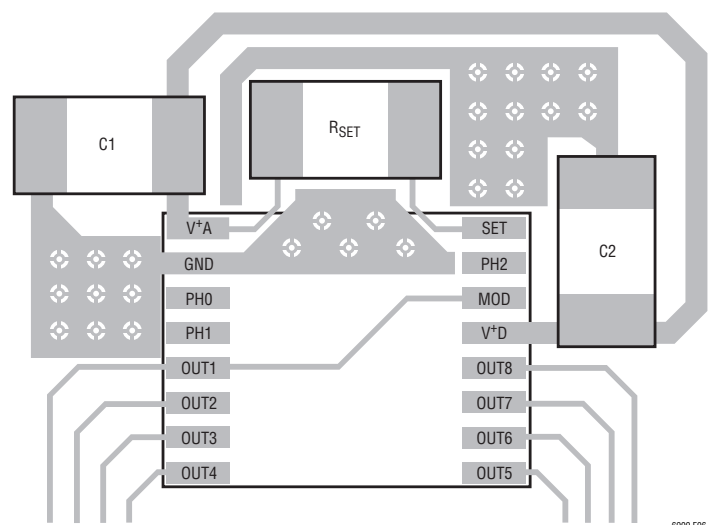 C1
RSET
C2
V+A
GND
PH0
PH1
OUT1
OUT2
OUT3
OUT4
SET
PH2
MOD
V+D
OUT8
OUT7
OUT6
OUT5